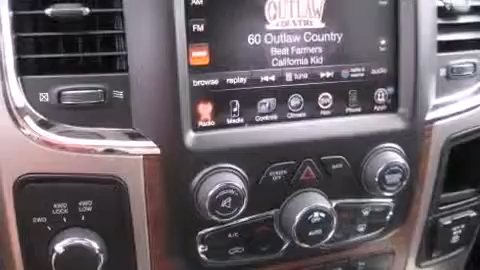 AM
OUTLAW
COUNTRY
FM
60 Outlaw Country
Beat Farmers
California Kid
browse replay tune audio
Radio Media Controls Climate Nav Phone Apps
SCREEN OFF BACK
4WD LOCK
4WD LOW
2WD
A/C AUTO